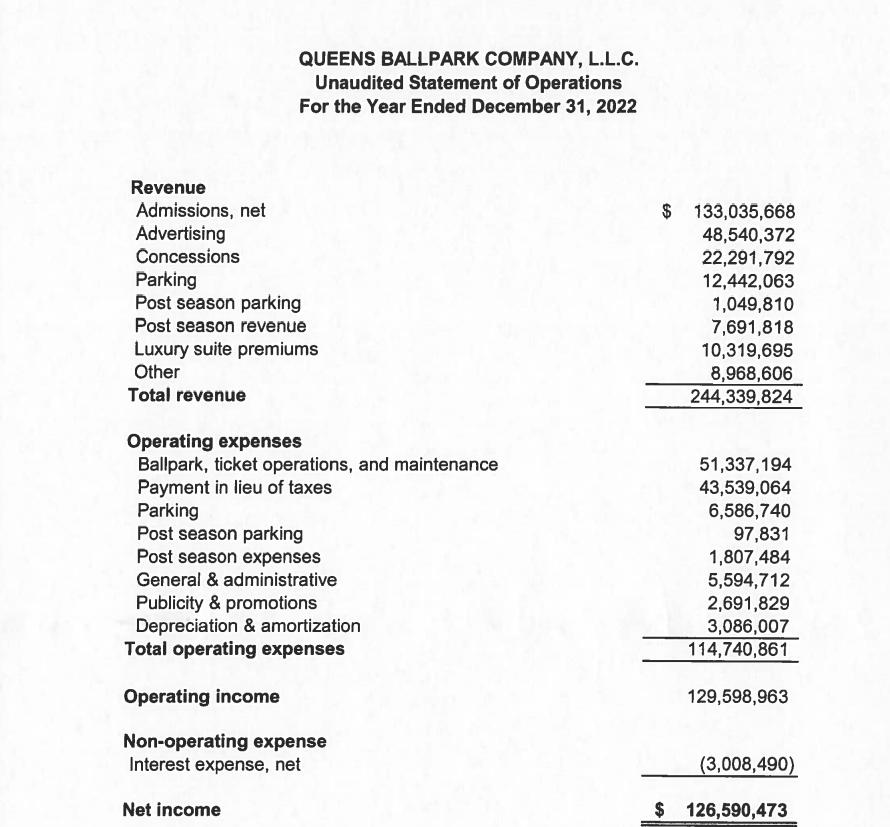 QUEENS BALLPARK COMPANY, L.L.C.
Unaudited Statement of Operations
For the Year Ended December 31, 2022
Revenue
Admissions, net $ 133,035,668
Advertising 48,540,372
Concessions 22,291,792
Parking 12,442,063
Post season parking 1,049,810
Post season revenue 7,691,818
Luxury suite premiums 10,319,695
Other 8,968,606
Total revenue 244,339,824
Operating expenses
Ballpark, ticket operations, and maintenance 51,337,194
Payment in lieu of taxes 43,539,064
Parking 6,586,740
Post season parking 97,831
Post season expenses 1,807,484
General & administrative 5,594,712
Publicity & promotions 2,691,829
Depreciation & amortization 3,086,007
Total operating expenses 114,740,861
Operating income 129,598,963
Non-operating expense
Interest expense, net (3,008,490)
Net income $ 126,590,473